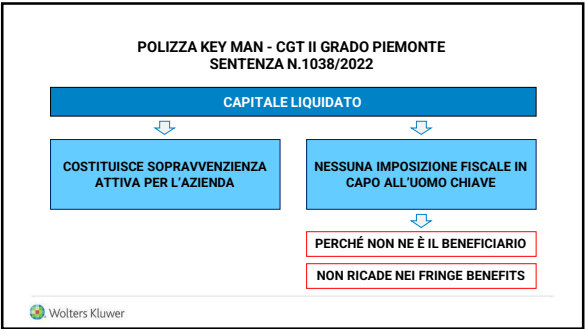 POLIZZA KEY MAN - CGT II GRADO PIEMONTE
SENTENZA N.1038/2022
CAPITALE LIQUIDATO
COSTITUISCE SOPRAVVENZIENZA
ATTIVA PER L'AZIENDA
NESSUNA IMPOSIZIONE FISCALE IN
CAPO ALL'UOMO CHIAVE
PERCHÉ NON NE È IL BENEFICIARIO
NON RICADE NEI FRINGE BENEFITS
Wolters Kluwer